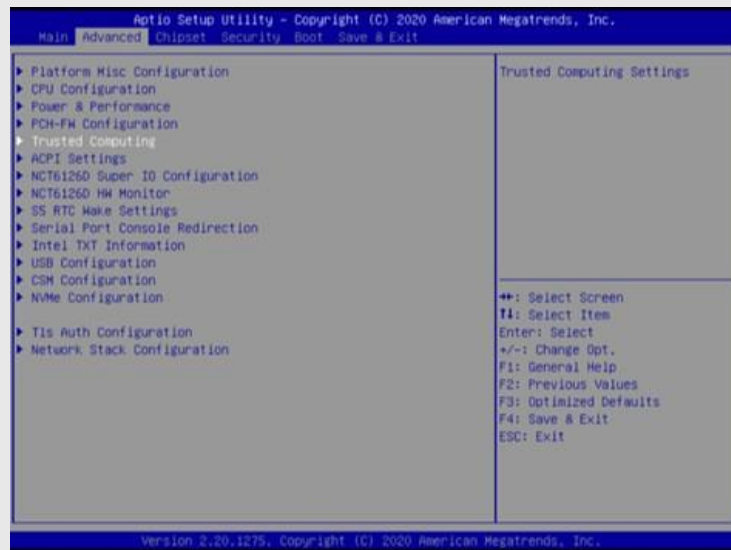 Aptio Setup Utility - Copyright (C) 2020 American Megatrends, Inc.
Main Advanced Chipset Security Boot Save & Exit
Platform Misc Configuration
CPU Configuration
Power & Performance
PCH-FW Configuration
Trusted Computing
ACPI Settings
NCT6126D Super IO Configuration
NCT6126D HW Monitor
S5 RTC Wake Settings
Serial Port Console Redirection
Intel TXT Information
USB Configuration
CSM Configuration
NVMe Configuration
Tls Auth Configuration
Network Stack Configuration
Trusted Computing Settings
→←: Select Screen
↑↓: Select Item
Enter: Select
+/-: Change Opt.
F1: General Help
F2: Previous Values
F3: Optimized Defaults
F4: Save & Exit
ESC: Exit
Version 2.20.1275. Copyright (C) 2020 American Megatrends, Inc.